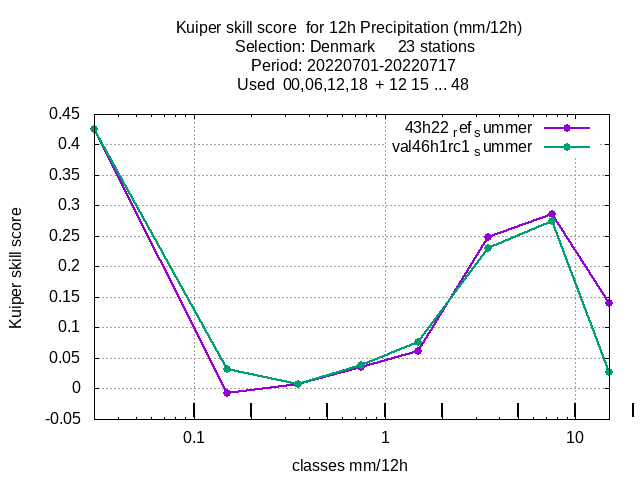 Kuiper skill score  for 12h Precipitation (mm/12h)
Selection: Denmark     23 stations
Period: 20220701-20220717
Used  00,06,12,18  + 12 15 ... 48
43h22 ref summer
val46h1rc1 summer
Kuiper skill score
0.45
0.4
0.35
0.3
0.25
0.2
0.15
0.1
0.05
0
-0.05
0.1 1 10
classes mm/12h